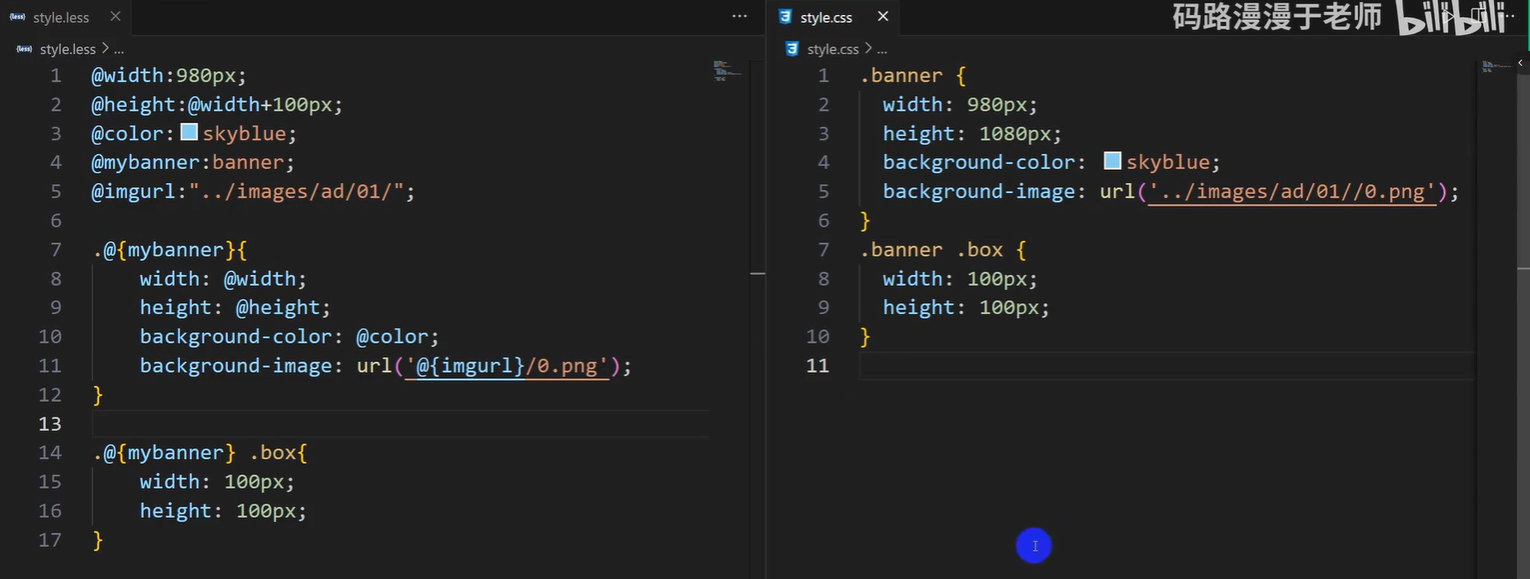 style.less
style.css
码路漫漫于老师 bilibili
style.less > ...
style.css > ...
1 @width:980px;
2 @height:@width+100px;
3 @color:skyblue;
4 @mybanner:banner;
5 @imgurl:"../images/ad/01/";
6
7 .@{mybanner}{
8 width: @width;
9 height: @height;
10 background-color: @color;
11 background-image: url('@{imgurl}/0.png');
12 }
13
14 .@{mybanner} .box{
15 width: 100px;
16 height: 100px;
17 }
1 .banner {
2 width: 980px;
3 height: 1080px;
4 background-color: skyblue;
5 background-image: url('../images/ad/01//0.png');
6 }
7 .banner .box {
8 width: 100px;
9 height: 100px;
10 }
11